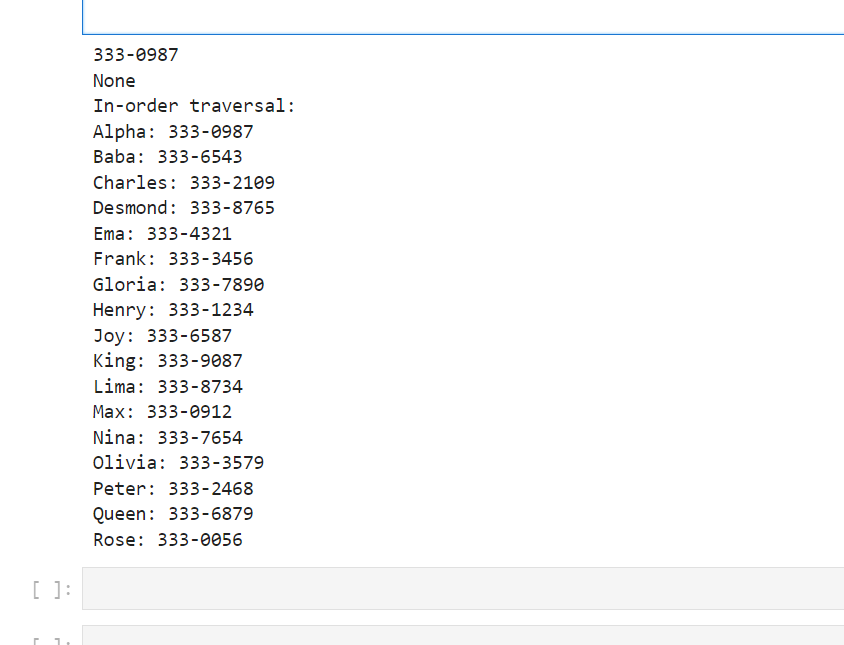 333-0987
None
In-order traversal:
Alpha: 333-0987
Baba: 333-6543
Charles: 333-2109
Desmond: 333-8765
Ema: 333-4321
Frank: 333-3456
Gloria: 333-7890
Henry: 333-1234
Joy: 333-6587
King: 333-9087
Lima: 333-8734
Max: 333-0912
Nina: 333-7654
Olivia: 333-3579
Peter: 333-2468
Queen: 333-6879
Rose: 333-0056
[ ]:
[ ]: